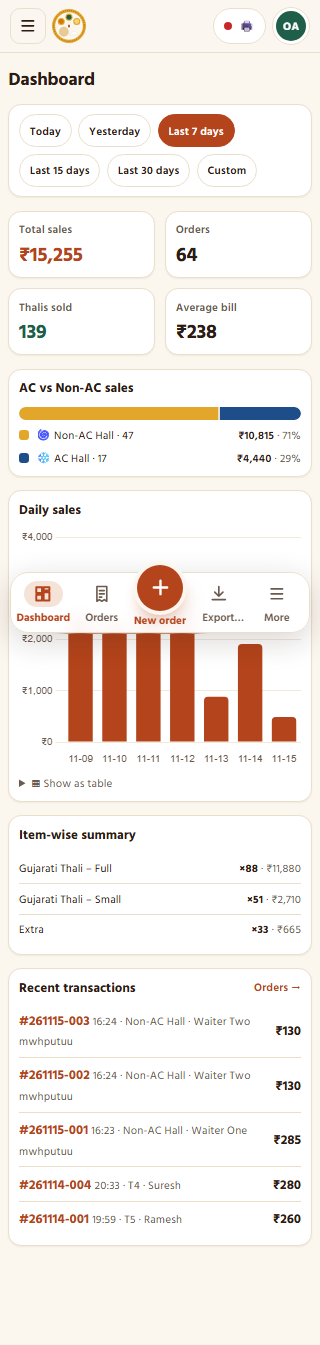 OA
Dashboard
Today
Yesterday
Last 7 days
Last 15 days
Last 30 days
Custom
Total sales
₹15,255
Orders
64
Thalis sold
139
Average bill
₹238
AC vs Non-AC sales
Non-AC Hall · 47 ₹10,815 · 71%
AC Hall · 17 ₹4,440 · 29%
Daily sales
₹4,000
Dashboard
Orders
New order
Export…
More
₹2,000
₹1,000
₹0
11-09 11-10 11-11 11-12 11-13 11-14 11-15
Show as table
Item-wise summary
Gujarati Thali – Full ×88 · ₹11,880
Gujarati Thali – Small ×51 · ₹2,710
Extra ×33 · ₹665
Recent transactions Orders →
#261115-003 16:24 · Non-AC Hall · Waiter Two ₹130
mwhputuu
#261115-002 16:24 · Non-AC Hall · Waiter Two ₹130
mwhputuu
#261115-001 16:23 · Non-AC Hall · Waiter One ₹285
mwhputuu
#261114-004 20:33 · T4 · Suresh ₹280
#261114-001 19:59 · T5 · Ramesh ₹260